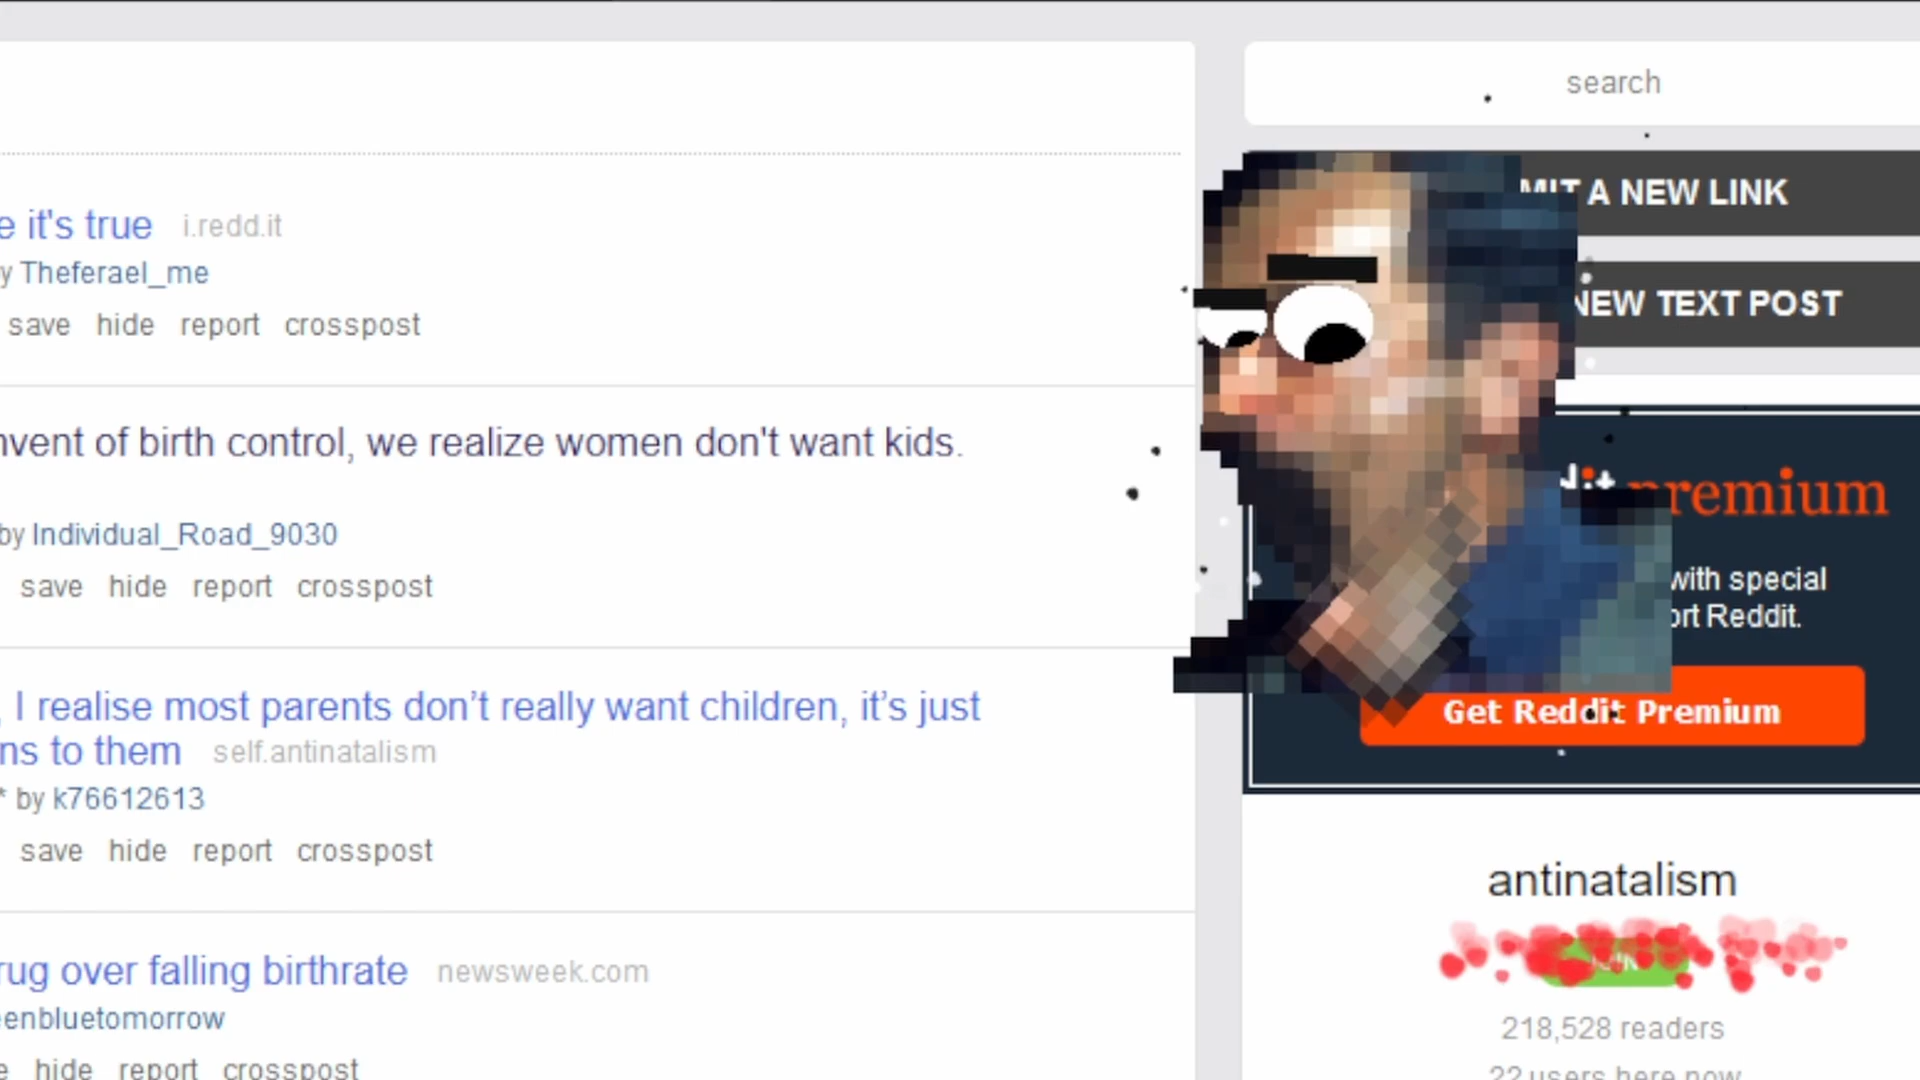 search
e it's true i.redd.it
y Theferael_me
save hide report crosspost
MIT A NEW LINK
NEW TEXT POST
nvent of birth control, we realize women don't want kids.
by Individual_Road_9030
save hide report crosspost
premium
with special
ort Reddit.
Get Reddit Premium
, I realise most parents don’t really want children, it’s just
ns to them self.antinatalism
* by k76612613
save hide report crosspost
antinatalism
218,528 readers
22 users here now
rug over falling birthrate newsweek.com
eenbluetomorrow
e hide report crosspost